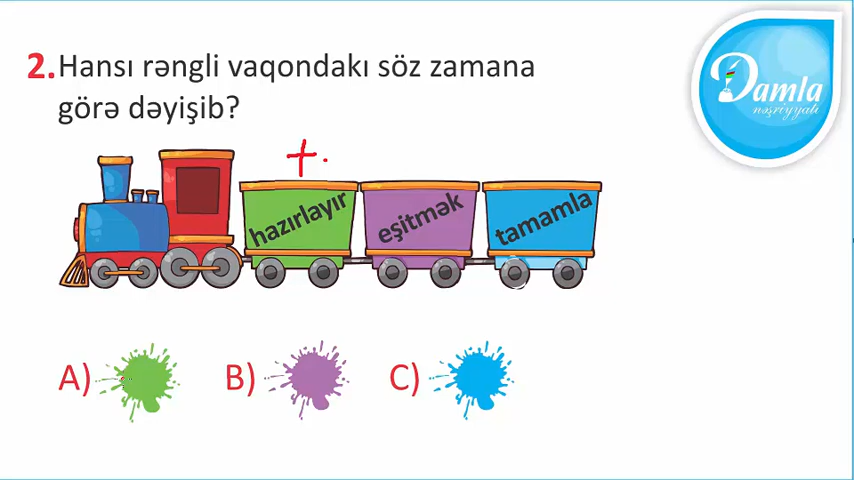 2. Hansı rəngli vaqondakı söz zamana
görə dəyişib?
Damla
nəşriyyatı
+.
hazırlayır
eşitmək
tamamla
A)
B)
C)